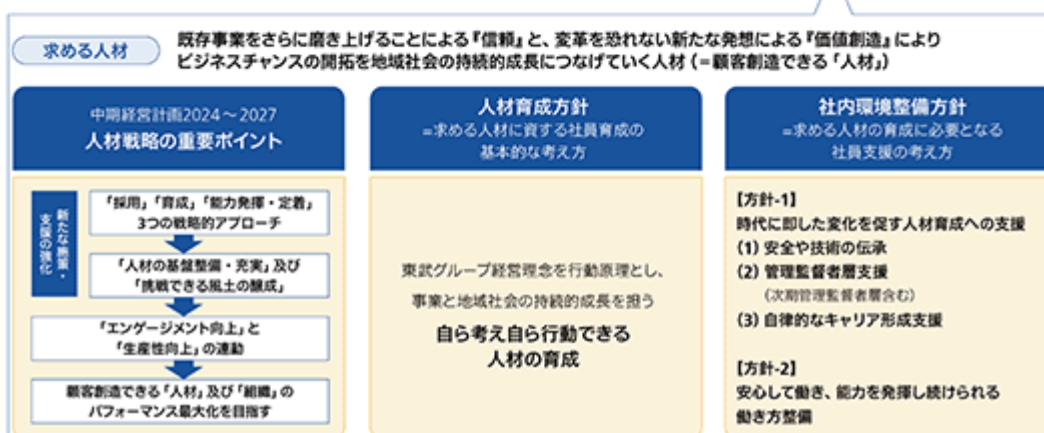 求める人材
既存事業をさらに磨き上げることによる『信頼』と、変革を恐れない新たな発想による『価値創造』により
ビジネスチャンスの開拓を地域社会の持続的成長につなげていく人材（=顧客創造できる「人材」）
中期経営計画2024～2027
人材戦略の重要ポイント
新たな施策・
支援の強化
「採用」「育成」「能力発揮・定着」
3つの戦略的アプローチ
「人材の基盤整備・充実」及び
「挑戦できる風土の醸成」
「エンゲージメント向上」と
「生産性向上」の連動
顧客創造できる「人材」及び「組織」の
パフォーマンス最大化を目指す
人材育成方針
=求める人材に資する社員育成の
基本的な考え方
東武グループ経営理念を行動原理とし、
事業と地域社会の持続的成長を担う
自ら考え自ら行動できる
人材の育成
社内環境整備方針
=求める人材の育成に必要となる
社員支援の考え方
【方針-1】
時代に即した変化を促す人材育成への支援
(1) 安全や技術の伝承
(2) 管理監督者層支援
（次期管理監督者層含む）
(3) 自律的なキャリア形成支援
【方針-2】
安心して働き、能力を発揮し続けられる
働き方整備